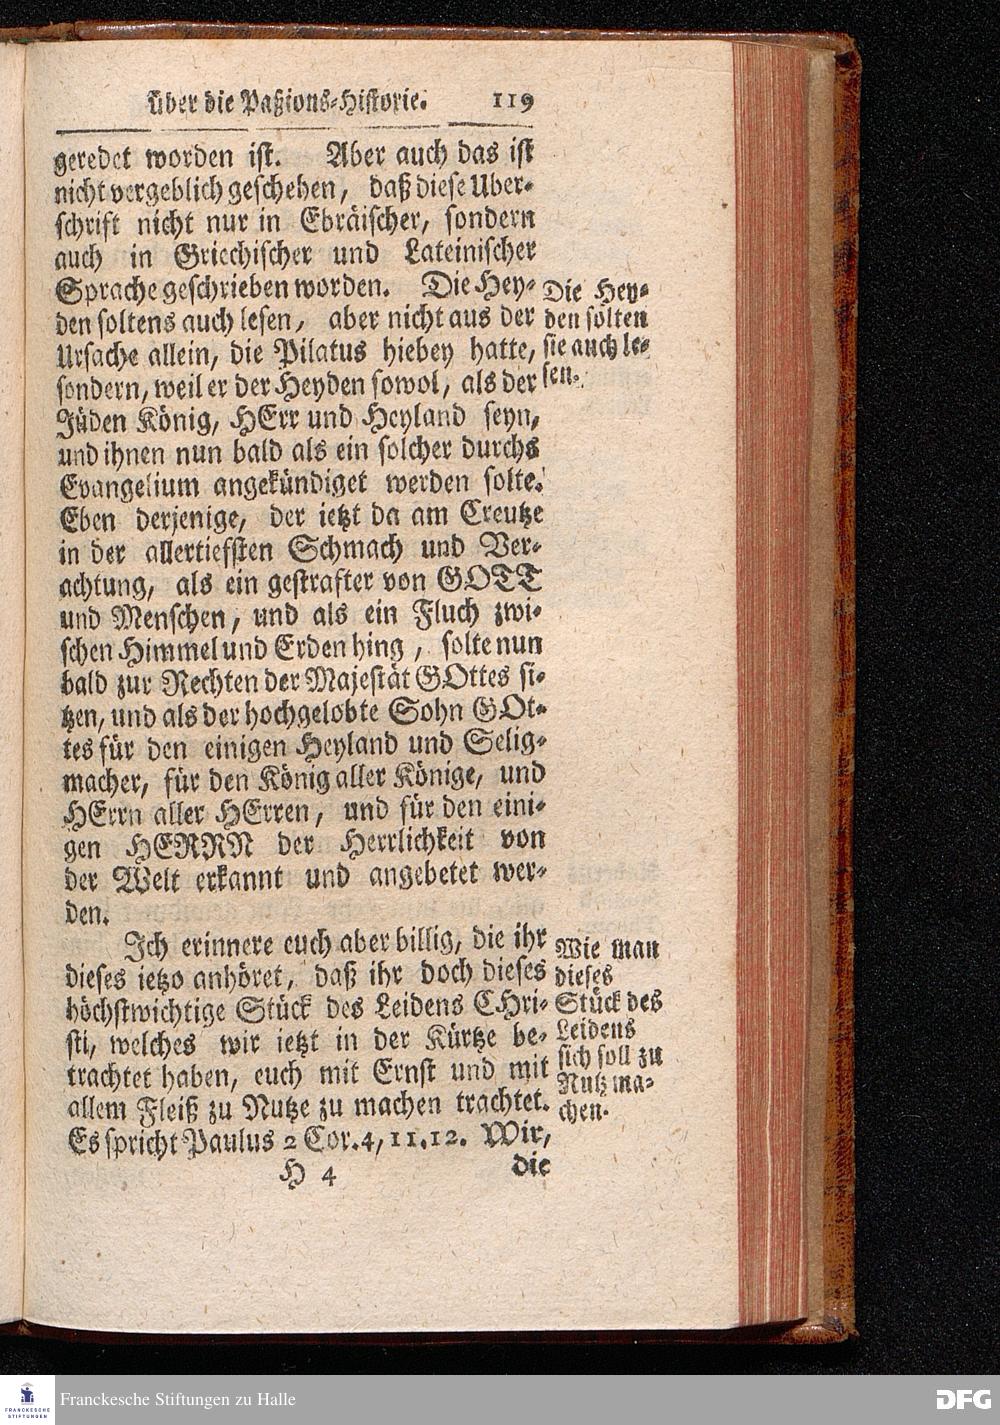 über die Paßions-Historie. 119
geredet worden ist. Aber auch das ist
nicht vergeblich geschehen, daß diese Uber-
schrift nicht nur in Ebräischer, sondern
auch in Griechischer und Lateinischer
Sprache geschrieben worden. Die Hey-
den soltens auch lesen, aber nicht aus der
Ursache allein, die Pilatus hiebey hatte,
sondern, weil er der Heyden sowol, als der
Jüden König, HErr und Heyland seyn,
und ihnen nun bald als ein solcher durchs
Evangelium angekündiget werden solte.
Eben derjenige, der ietzt da am Creutze
in der allertiefsten Schmach und Ver-
achtung, als ein gestrafter von GOTT
und Menschen, und als ein Fluch zwi-
schen Himmel und Erden hing, solte nun
bald zur Rechten der Majestät GOttes si-
tzen, und als der hochgelobte Sohn GOt-
tes für den einigen Heyland und Selig-
macher, für den König aller Könige, und
HErrn aller HErren, und für den eini-
gen HERRN der Herrlichkeit von
der Welt erkannt und angebetet wer-
den.
Die Hey-
den solten
sie auch le-
sen.
Ich erinnere euch aber billig, die ihr
dieses ietzo anhöret, daß ihr doch dieses
höchstwichtige Stück des Leidens CHri-
sti, welches wir ietzt in der Kürtze be-
trachtet haben, euch mit Ernst und mit
allem Fleiß zu Nutze zu machen trachtet.
Es spricht Paulus 2 Cor. 4, 11. 12. Wir,
Wie man
dieses
Stück des
Leidens
sich soll zu
Nutz ma-
chen.
H 4 die
Franckesche Stiftungen zu Halle
FRANCKESCHE
STIFTUNGEN
DFG